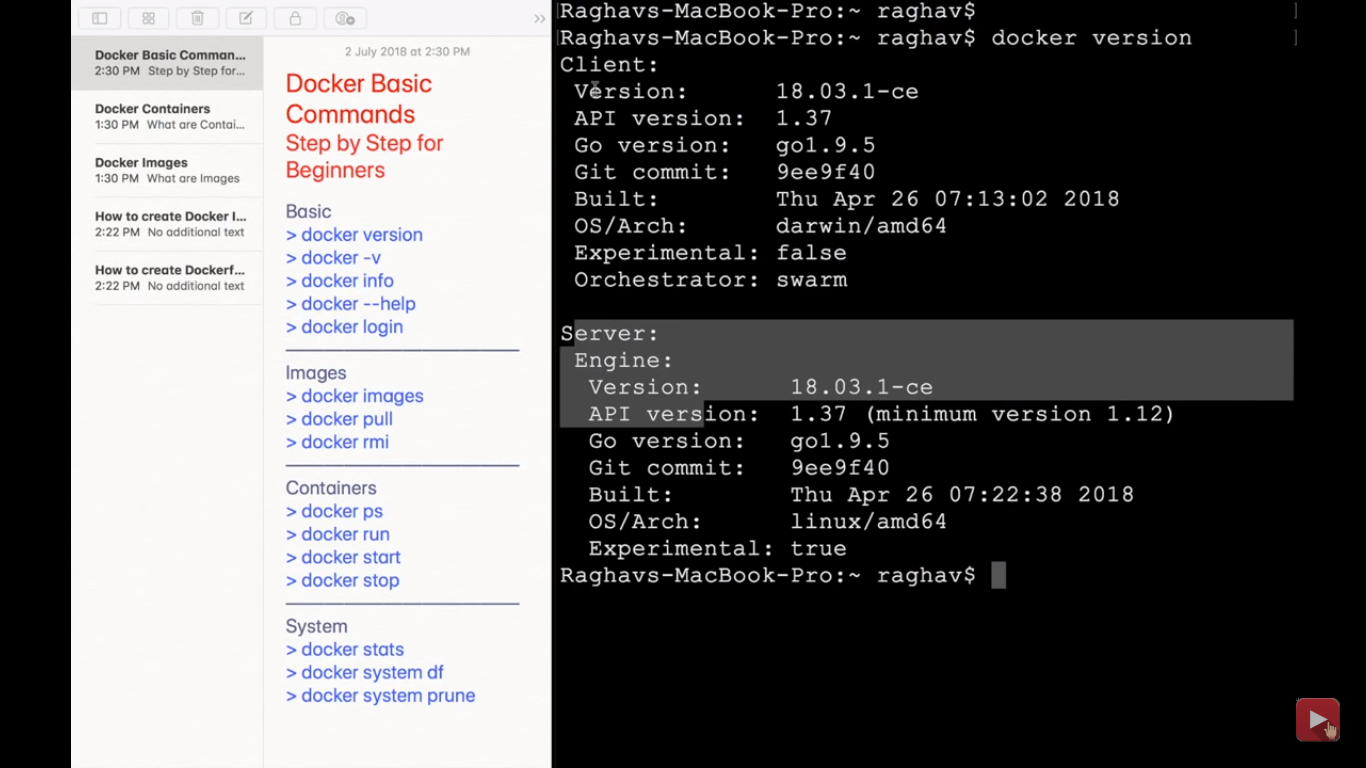 Docker Basic Comman...
2:30 PM Step by Step for...
Docker Containers
1:30 PM What are Contai...
Docker Images
1:30 PM What are Images
How to create Docker I...
2:22 PM No additional text
How to create Dockerf...
2:22 PM No additional text
2 July 2018 at 2:30 PM
Docker Basic
Commands
Step by Step for
Beginners
Basic
> docker version
> docker -v
> docker info
> docker --help
> docker login
Images
> docker images
> docker pull
> docker rmi
Containers
> docker ps
> docker run
> docker start
> docker stop
System
> docker stats
> docker system df
> docker system prune
Raghavs-MacBook-Pro:~ raghav$
Raghavs-MacBook-Pro:~ raghav$ docker version
Client:
Version: 18.03.1-ce
API version: 1.37
Go version: go1.9.5
Git commit: 9ee9f40
Built: Thu Apr 26 07:13:02 2018
OS/Arch: darwin/amd64
Experimental: false
Orchestrator: swarm
Server:
Engine:
Version: 18.03.1-ce
API version: 1.37 (minimum version 1.12)
Go version: go1.9.5
Git commit: 9ee9f40
Built: Thu Apr 26 07:22:38 2018
OS/Arch: linux/amd64
Experimental: true
Raghavs-MacBook-Pro:~ raghav$